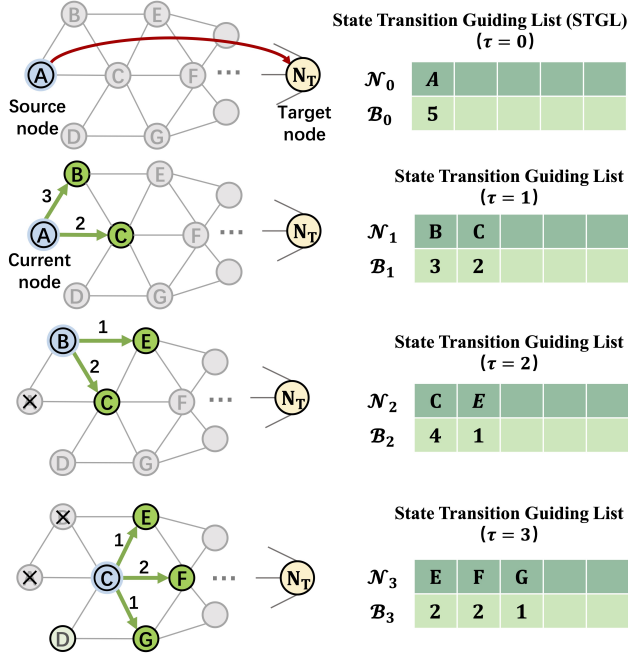 State Transition Guiding List (STGL)
(τ = 0)
B E
A C F ... N_T
Source node
Target node
D G
𝒩₀ A
ℬ₀ 5
State Transition Guiding List
(τ = 1)
B E
3
A 2 C F ... N_T
Current node
D G
𝒩₁ B C
ℬ₁ 3 2
State Transition Guiding List
(τ = 2)
B 1 E
2
× C F ... N_T
D G
𝒩₂ C E
ℬ₂ 4 1
State Transition Guiding List
(τ = 3)
× E
1
× C 2 F ... N_T
1
D G
𝒩₃ E F G
ℬ₃ 2 2 1